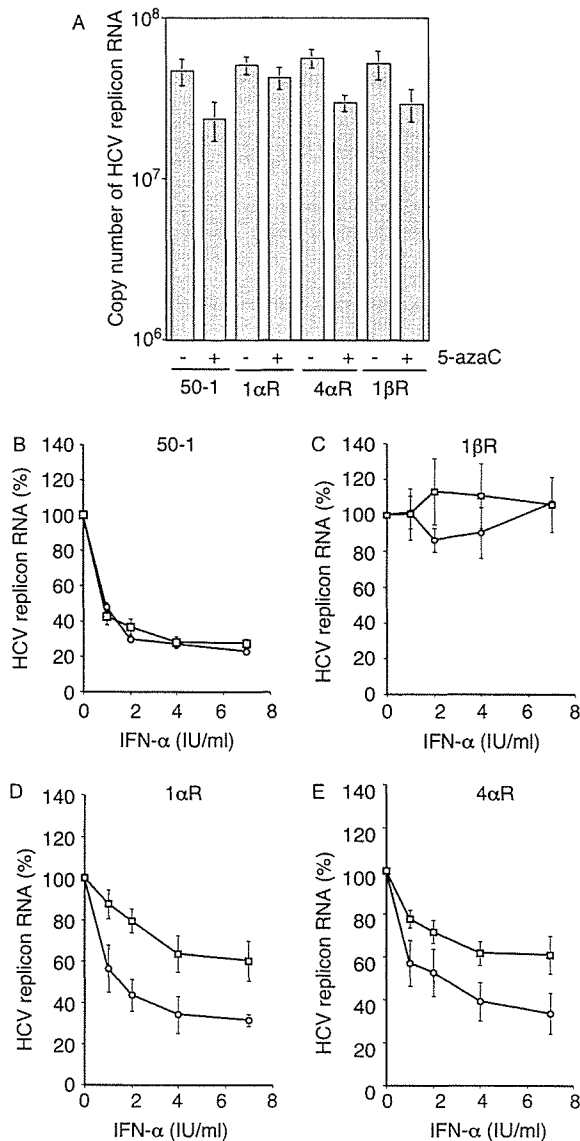 A
Copy number of HCV replicon RNA
10⁸
10⁷
10⁶
- + - + - + - + 5-azaC
50-1 1αR 4αR 1βR
B 50-1
HCV replicon RNA (%)
140
120
100
80
60
40
20
0
0 2 4 6 8
IFN-α (IU/ml)
C 1βR
HCV replicon RNA (%)
140
120
100
80
60
40
20
0
0 2 4 6 8
IFN-α (IU/ml)
D 1αR
HCV replicon RNA (%)
140
120
100
80
60
40
20
0
0 2 4 6 8
IFN-α (IU/ml)
E 4αR
HCV replicon RNA (%)
140
120
100
80
60
40
20
0
0 2 4 6 8
IFN-α (IU/ml)